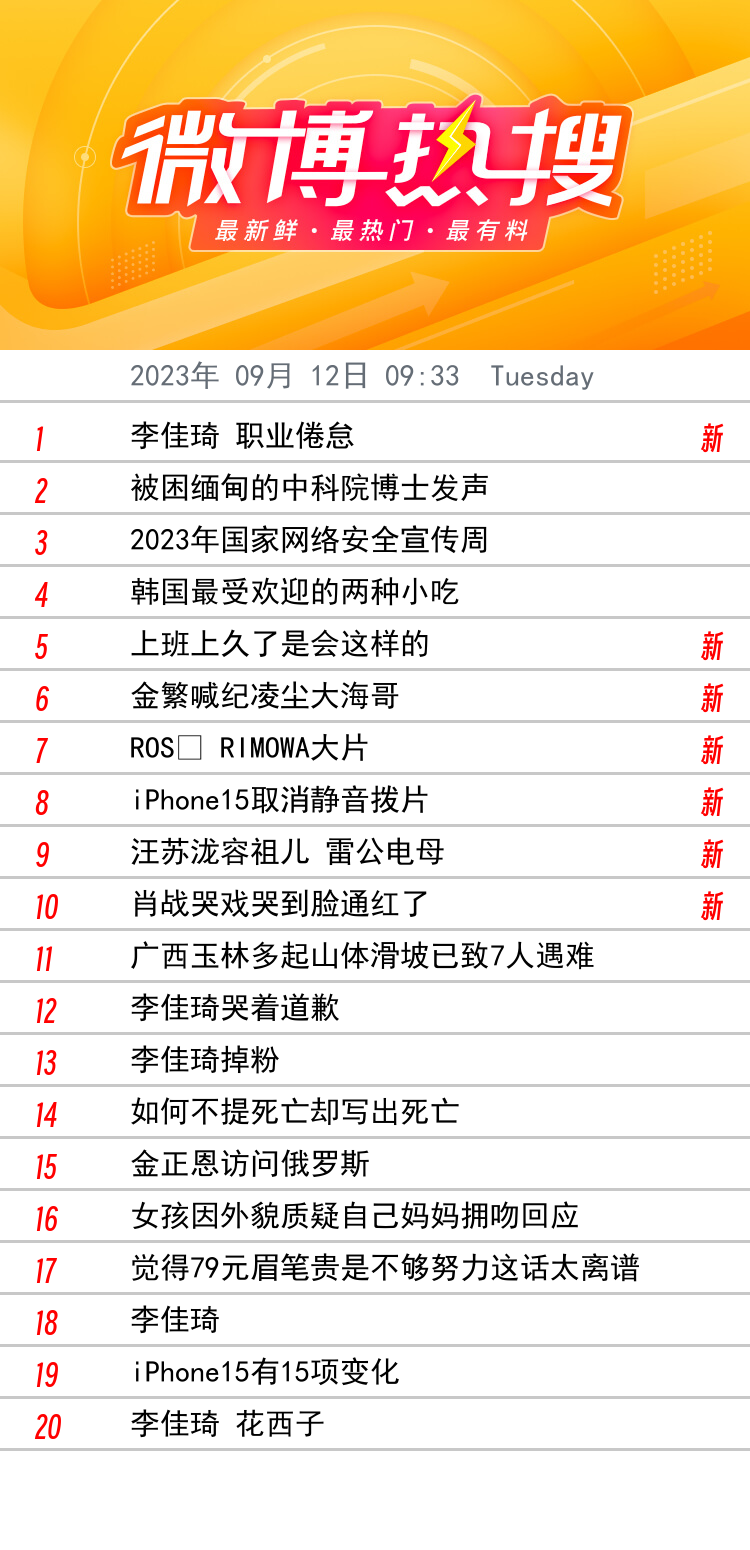 微博热搜
最新鲜·最热门·最有料
2023年 09月 12日 09:33 Tuesday
1 李佳琦 职业倦怠 新
2 被困缅甸的中科院博士发声
3 2023年国家网络安全宣传周
4 韩国最受欢迎的两种小吃
5 上班上久了是会这样的 新
6 金繁喊纪凌尘大海哥 新
7 ROS□ RIMOWA大片 新
8 iPhone15取消静音拨片 新
9 汪苏泷容祖儿 雷公电母 新
10 肖战哭戏哭到脸通红了 新
11 广西玉林多起山体滑坡已致7人遇难
12 李佳琦哭着道歉
13 李佳琦掉粉
14 如何不提死亡却写出死亡
15 金正恩访问俄罗斯
16 女孩因外貌质疑自己妈妈拥吻回应
17 觉得79元眉笔贵是不够努力这话太离谱
18 李佳琦
19 iPhone15有15项变化
20 李佳琦 花西子